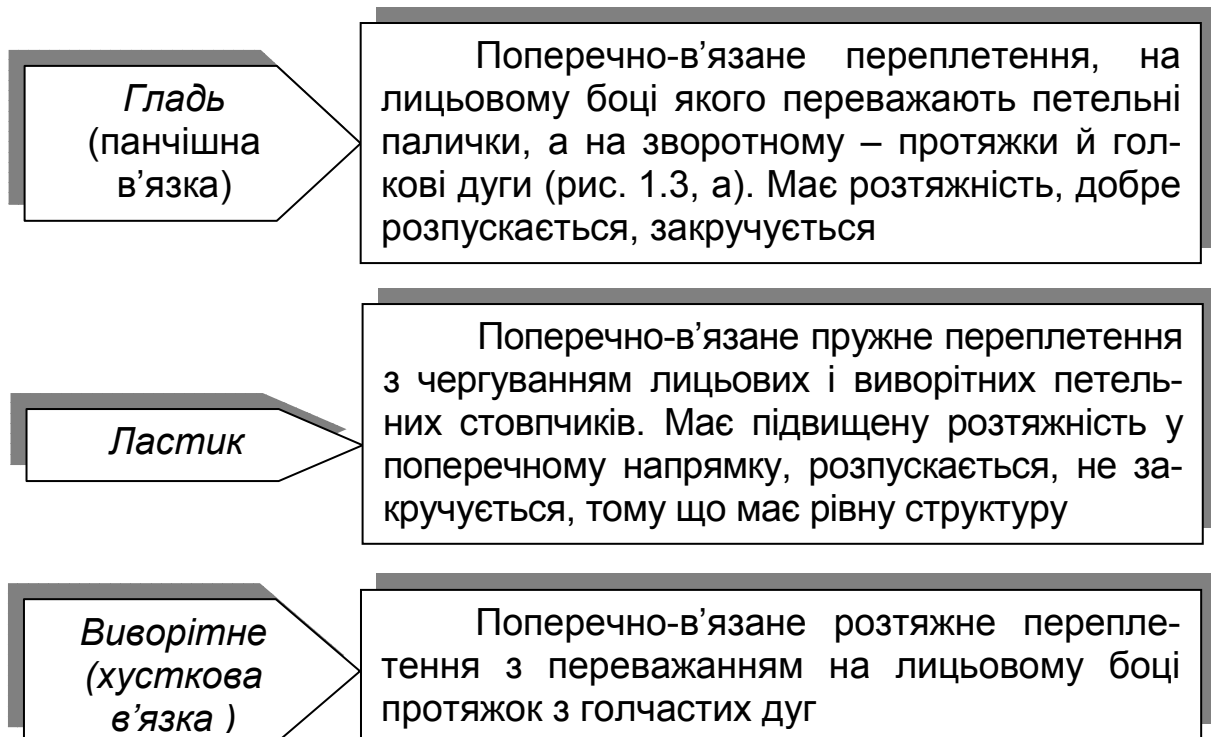 Гладь
(панчішна
в’язка)
Поперечно-в’язане переплетення, на
лицьовому боці якого переважають петельні
палички, а на зворотному – протяжки й гол-
кові дуги (рис. 1.3, а). Має розтяжність, добре
розпускається, закручується
Ластик
Поперечно-в’язане пружне переплетення
з чергуванням лицьових і виворітних петель-
них стовпчиків. Має підвищену розтяжність у
поперечному напрямку, розпускається, не за-
кручується, тому що має рівну структуру
Виворітне
(хусткова
в’язка )
Поперечно-в’язане розтяжне перепле-
тення з переважанням на лицьовому боці
протяжок з голчастих дуг